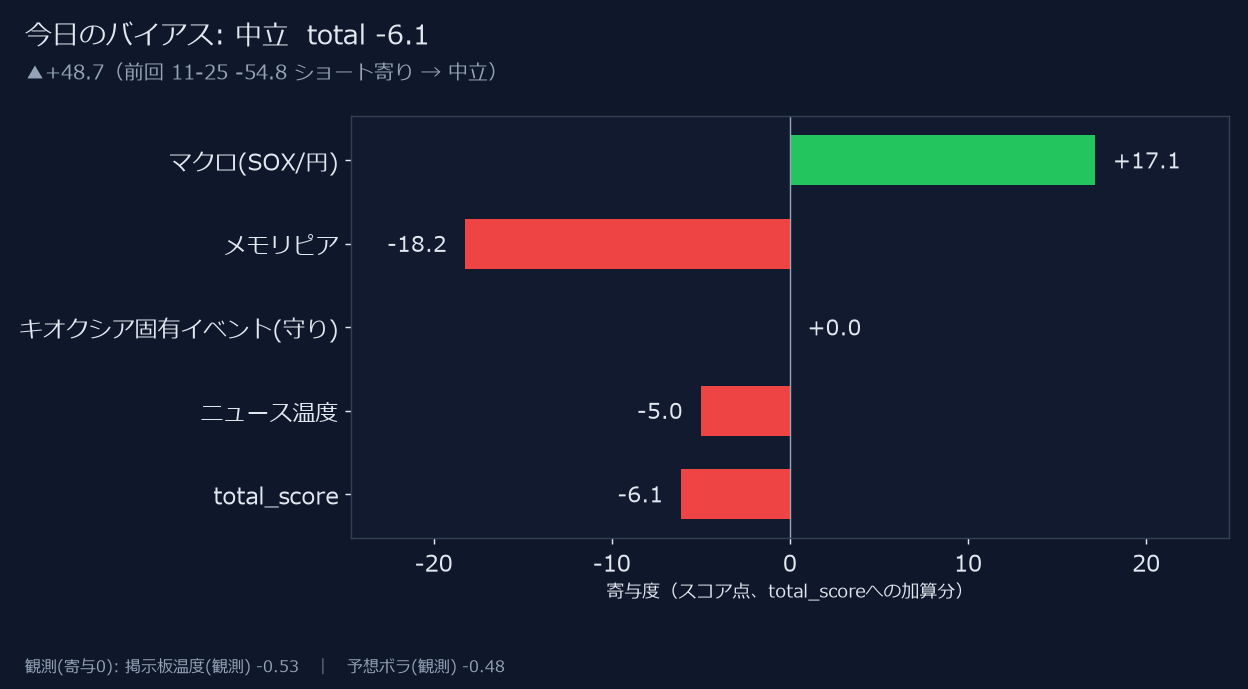 今日のバイアス: 中立  total -6.1
▲+48.7（前回 11-25 -54.8 ショート寄り → 中立）
マクロ(SOX/円)
+17.1
メモリピア
-18.2
キオクシア固有イベント(守り)
+0.0
ニュース温度
-5.0
total_score
-6.1
-20 -10 0 10 20
寄与度（スコア点、total_scoreへの加算分）
観測(寄与0): 掲示板温度(観測) -0.53 ｜ 予想ボラ(観測) -0.48